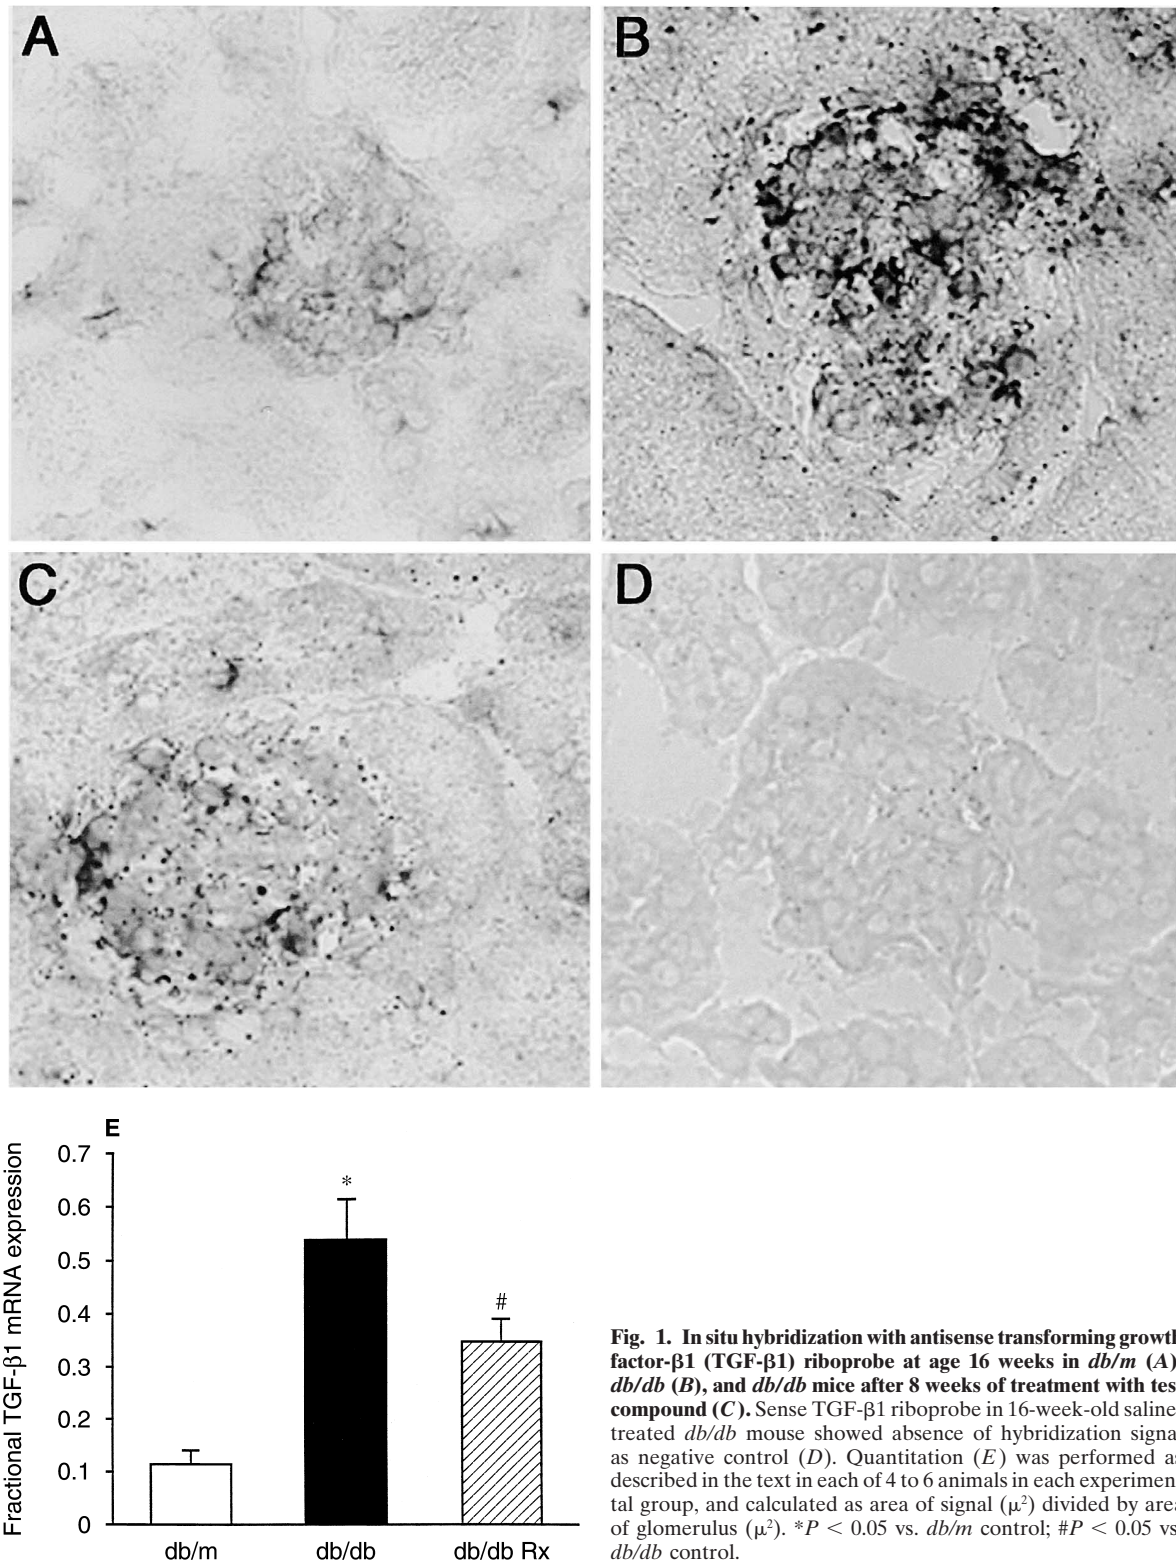 A
B
C
D
E
Fractional TGF-β1 mRNA expression
0.7
0.6
0.5
0.4
0.3
0.2
0.1
0
*
#
db/m
db/db
db/db Rx
Fig. 1. In situ hybridization with antisense transforming growth
factor-β1 (TGF-β1) riboprobe at age 16 weeks in db/m (A)
db/db (B), and db/db mice after 8 weeks of treatment with tes
compound (C). Sense TGF-β1 riboprobe in 16-week-old saline
treated db/db mouse showed absence of hybridization signa
as negative control (D). Quantitation (E) was performed as
described in the text in each of 4 to 6 animals in each experimen
tal group, and calculated as area of signal (μ²) divided by area
of glomerulus (μ²). *P < 0.05 vs. db/m control; #P < 0.05 vs
db/db control.